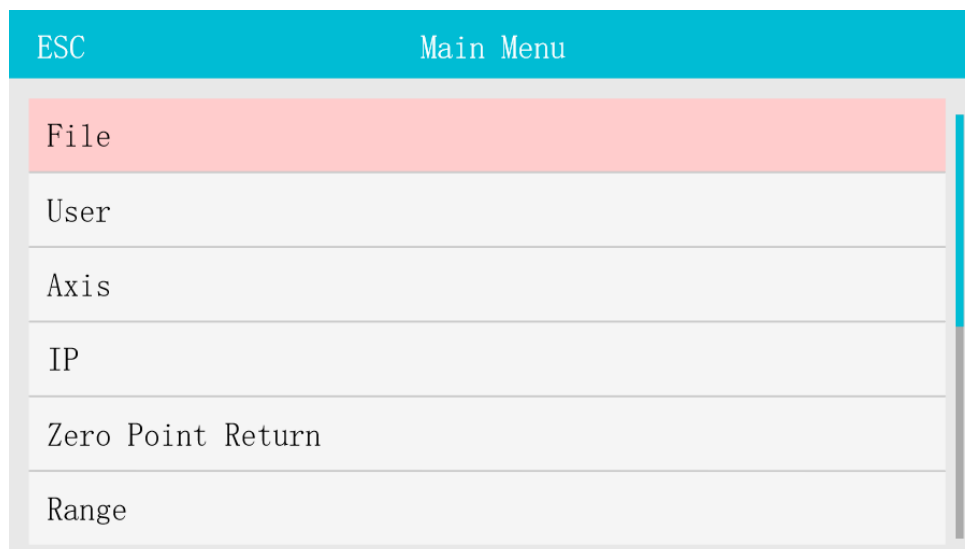 ESC Main Menu
File
User
Axis
IP
Zero Point Return
Range